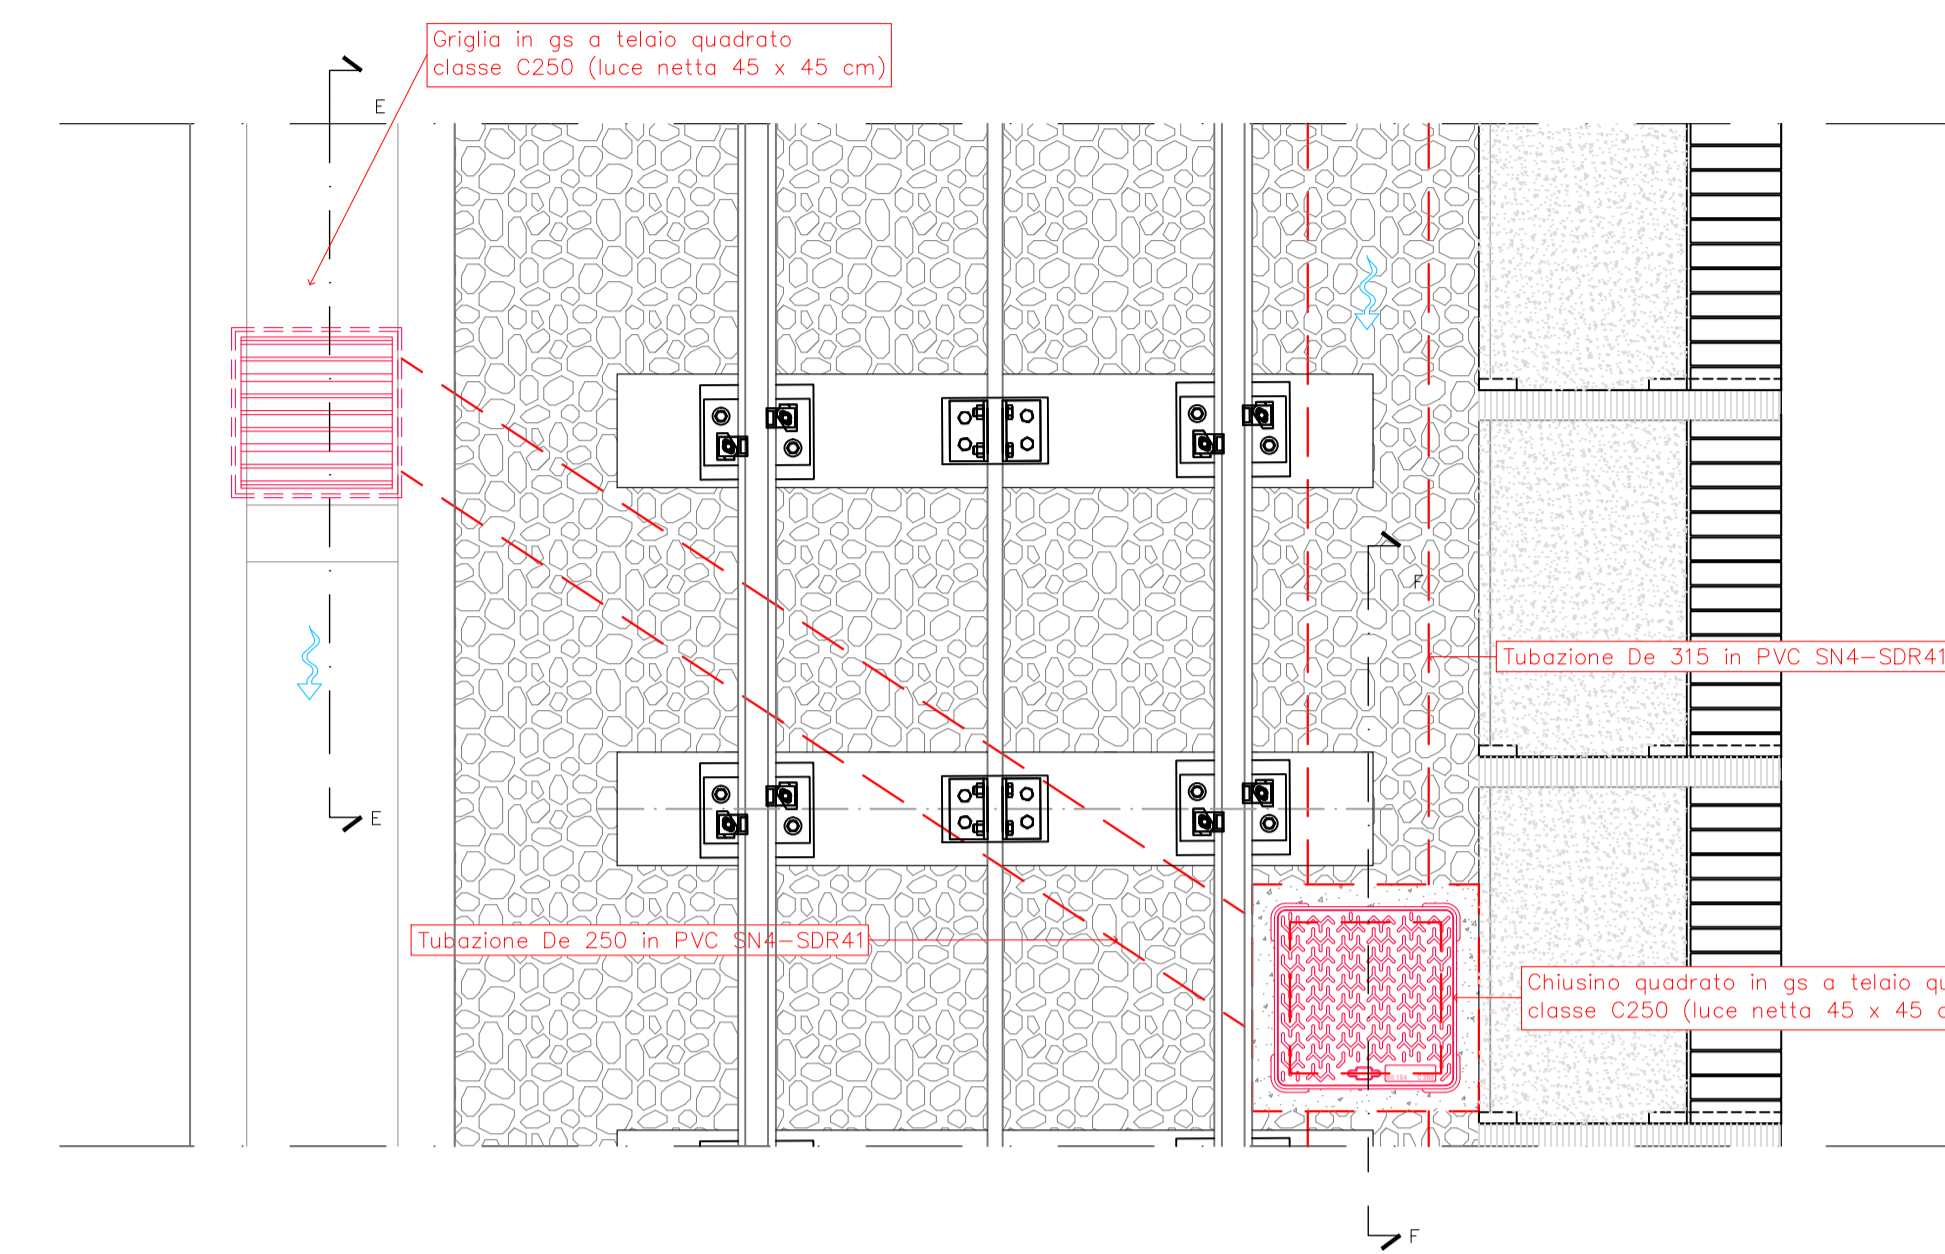 Griglia in gs a telaio quadrato
classe C250 (luce netta 45 x 45 cm)
E
F
Tubazione De 315 in PVC SN4-SDR41
E
Tubazione De 250 in PVC SN4-SDR41
Chiusino quadrato in gs a telaio
classe C250 (luce netta 45 x 45
F